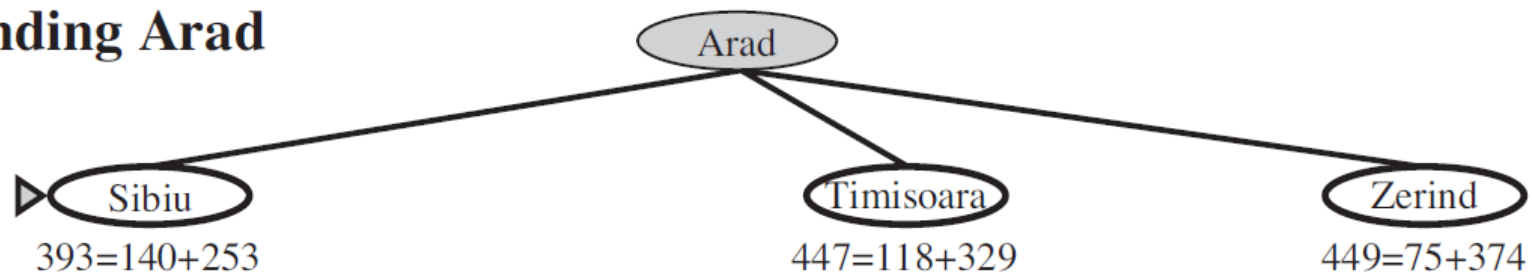 nding Arad
Arad
Sibiu Timisoara Zerind
393=140+253 447=118+329 449=75+374